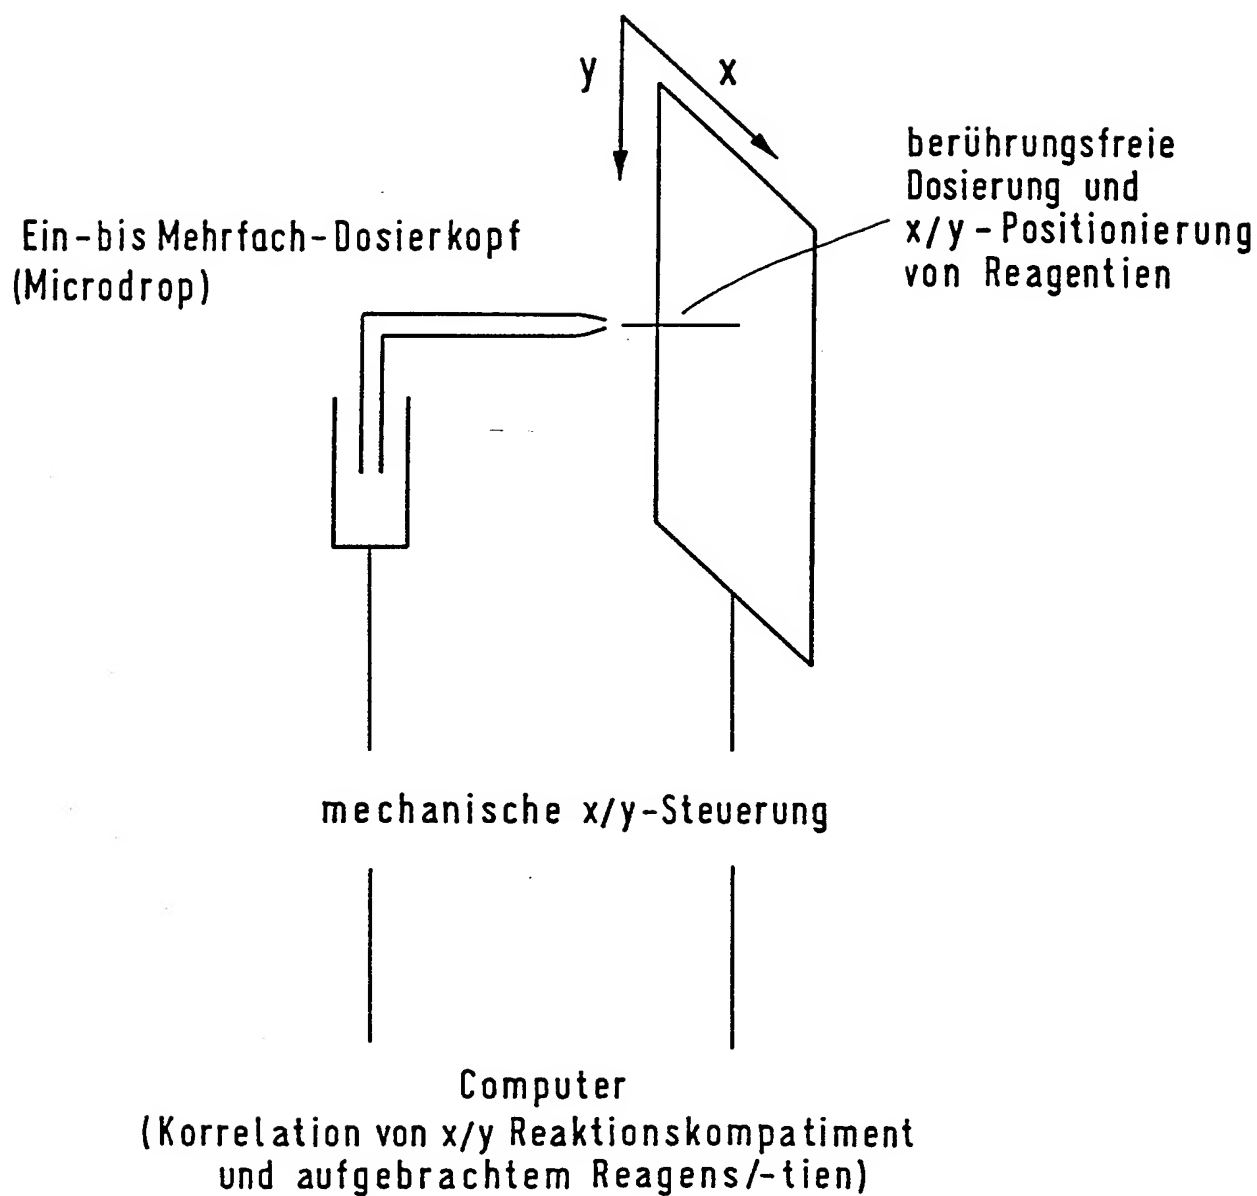 y
x
berührungsfreie
Dosierung und
x/y-Positionierung
von Reagentien
Ein-bis Mehrfach-Dosierkopf
(Microdrop)
mechanische x/y-Steuerung
Computer
(Korrelation von x/y Reaktionskompatiment
und aufgebrachtem Reagens/-tien)